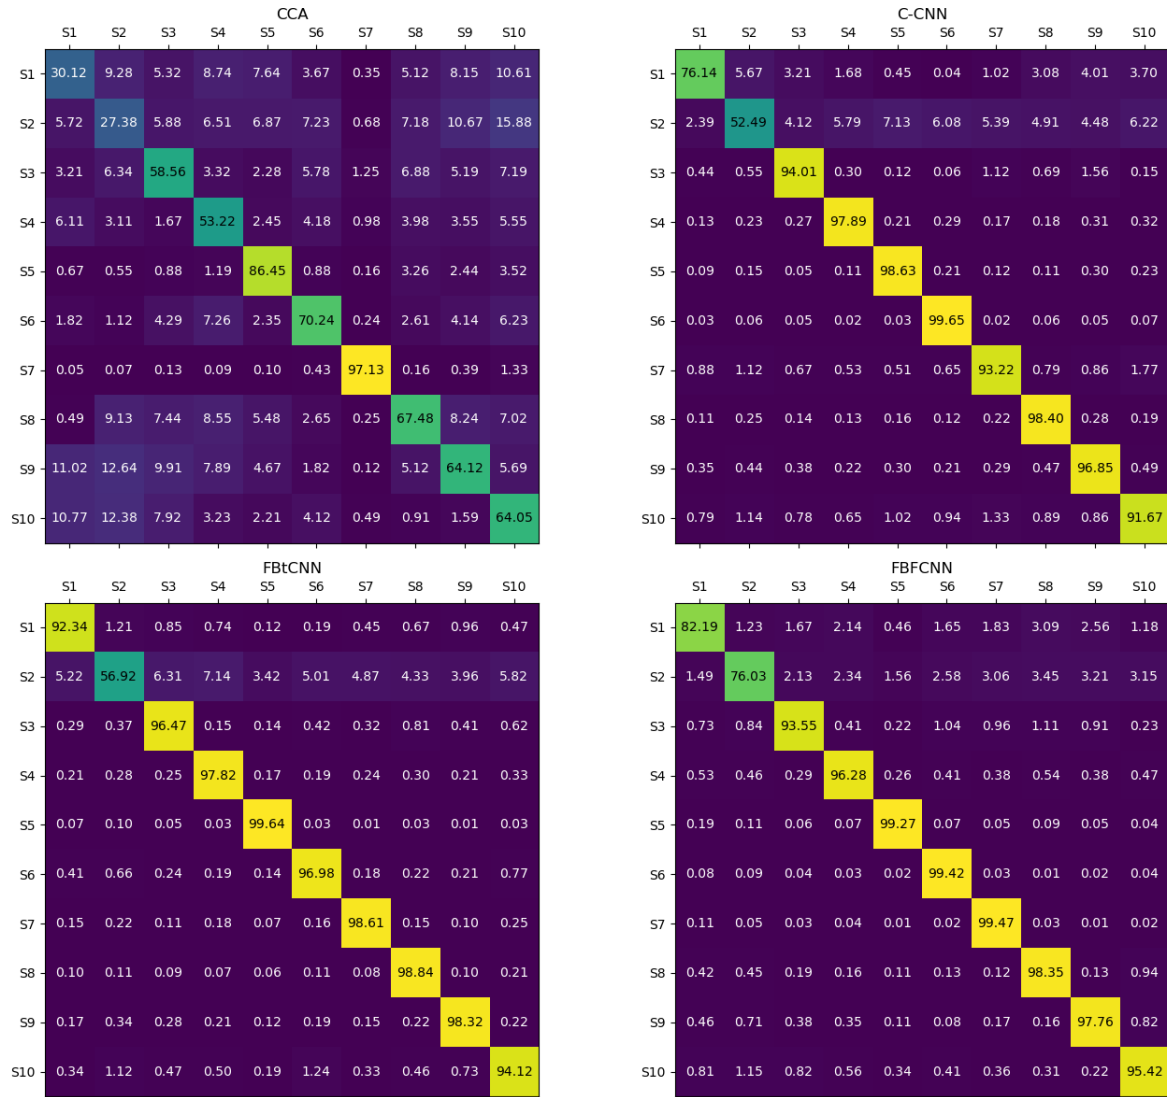 CCA
S1 S2 S3 S4 S5 S6 S7 S8 S9 S10
S1 30.12 9.28 5.32 8.74 7.64 3.67 0.35 5.12 8.15 10.61
S2 5.72 27.38 5.88 6.51 6.87 7.23 0.68 7.18 10.67 15.88
S3 3.21 6.34 58.56 3.32 2.28 5.78 1.25 6.88 5.19 7.19
S4 6.11 3.11 1.67 53.22 2.45 4.18 0.98 3.98 3.55 5.55
S5 0.67 0.55 0.88 1.19 86.45 0.88 0.16 3.26 2.44 3.52
S6 1.82 1.12 4.29 7.26 2.35 70.24 0.24 2.61 4.14 6.23
S7 0.05 0.07 0.13 0.09 0.10 0.43 97.13 0.16 0.39 1.33
S8 0.49 9.13 7.44 8.55 5.48 2.65 0.25 67.48 8.24 7.02
S9 11.02 12.64 9.91 7.89 4.67 1.82 0.12 5.12 64.12 5.69
S10 10.77 12.38 7.92 3.23 2.21 4.12 0.49 0.91 1.59 64.05
C-CNN
S1 S2 S3 S4 S5 S6 S7 S8 S9 S10
S1 76.14 5.67 3.21 1.68 0.45 0.04 1.02 3.08 4.01 3.70
S2 2.39 52.49 4.12 5.79 7.13 6.08 5.39 4.91 4.48 6.22
S3 0.44 0.55 94.01 0.30 0.12 0.06 1.12 0.69 1.56 0.15
S4 0.13 0.23 0.27 97.89 0.21 0.29 0.17 0.18 0.31 0.32
S5 0.09 0.15 0.05 0.11 98.63 0.21 0.12 0.11 0.30 0.23
S6 0.03 0.06 0.05 0.02 0.03 99.65 0.02 0.06 0.05 0.07
S7 0.88 1.12 0.67 0.53 0.51 0.65 93.22 0.79 0.86 1.77
S8 0.11 0.25 0.14 0.13 0.16 0.12 0.22 98.40 0.28 0.19
S9 0.35 0.44 0.38 0.22 0.30 0.21 0.29 0.47 96.85 0.49
S10 0.79 1.14 0.78 0.65 1.02 0.94 1.33 0.89 0.86 91.67
FBtCNN
S1 S2 S3 S4 S5 S6 S7 S8 S9 S10
S1 92.34 1.21 0.85 0.74 0.12 0.19 0.45 0.67 0.96 0.47
S2 5.22 56.92 6.31 7.14 3.42 5.01 4.87 4.33 3.96 5.82
S3 0.29 0.37 96.47 0.15 0.14 0.42 0.32 0.81 0.41 0.62
S4 0.21 0.28 0.25 97.82 0.17 0.19 0.24 0.30 0.21 0.33
S5 0.07 0.10 0.05 0.03 99.64 0.03 0.01 0.03 0.01 0.03
S6 0.41 0.66 0.24 0.19 0.14 96.98 0.18 0.22 0.21 0.77
S7 0.15 0.22 0.11 0.18 0.07 0.16 98.61 0.15 0.10 0.25
S8 0.10 0.11 0.09 0.07 0.06 0.11 0.08 98.84 0.10 0.21
S9 0.17 0.34 0.28 0.21 0.12 0.19 0.15 0.22 98.32 0.22
S10 0.34 1.12 0.47 0.50 0.19 1.24 0.33 0.46 0.73 94.12
FBFCNN
S1 S2 S3 S4 S5 S6 S7 S8 S9 S10
S1 82.19 1.23 1.67 2.14 0.46 1.65 1.83 3.09 2.56 1.18
S2 1.49 76.03 2.13 2.34 1.56 2.58 3.06 3.45 3.21 3.15
S3 0.73 0.84 93.55 0.41 0.22 1.04 0.96 1.11 0.91 0.23
S4 0.53 0.46 0.29 96.28 0.26 0.41 0.38 0.54 0.38 0.47
S5 0.19 0.11 0.06 0.07 99.27 0.07 0.05 0.09 0.05 0.04
S6 0.08 0.09 0.04 0.03 0.02 99.42 0.03 0.01 0.02 0.04
S7 0.11 0.05 0.03 0.04 0.01 0.02 99.47 0.03 0.01 0.02
S8 0.42 0.45 0.19 0.16 0.11 0.13 0.12 98.35 0.13 0.94
S9 0.46 0.71 0.38 0.35 0.11 0.08 0.17 0.16 97.76 0.82
S10 0.81 1.15 0.82 0.56 0.34 0.41 0.36 0.31 0.22 95.42